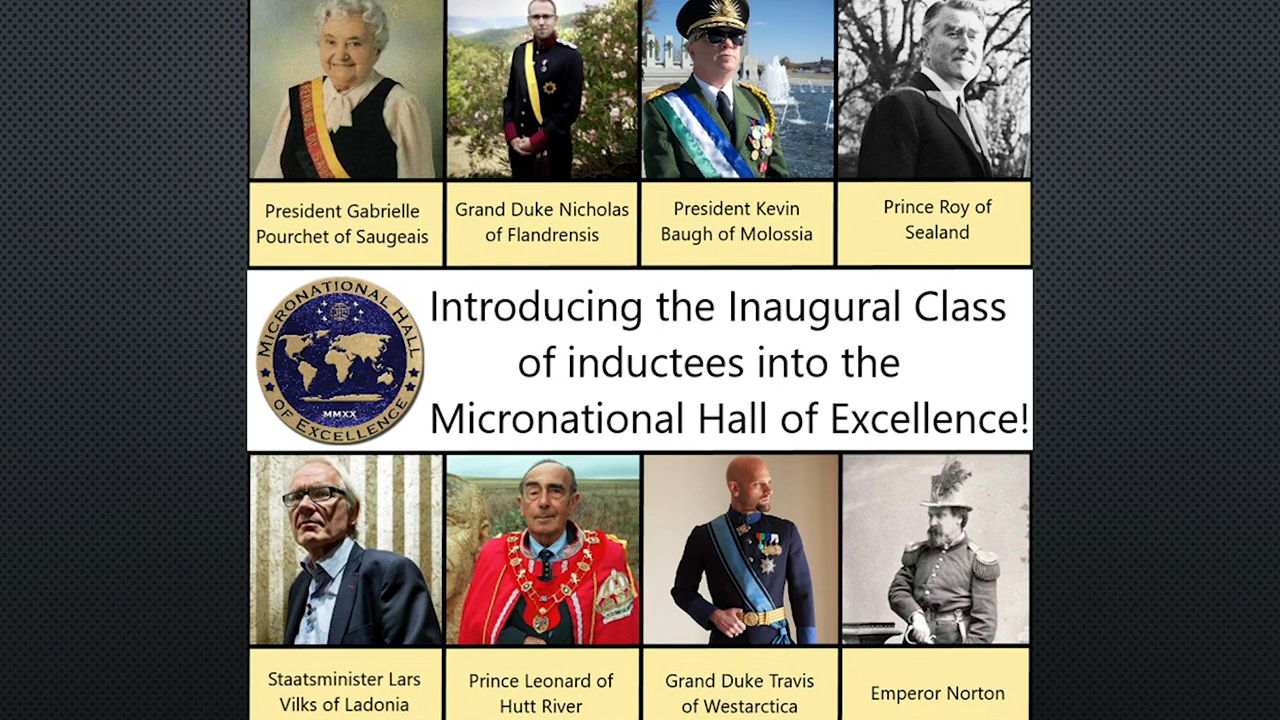 President Gabrielle
Pourchet of Saugeais
Grand Duke Nicholas
of Flandrensis
President Kevin
Baugh of Molossia
Prince Roy of
Sealand
MICRONATIONAL HALL
OF EXCELLENCE
MMXX
Introducing the Inaugural Class
of inductees into the
Micronational Hall of Excellence!
Staatsminister Lars
Vilks of Ladonia
Prince Leonard of
Hutt River
Grand Duke Travis
of Westarctica
Emperor Norton